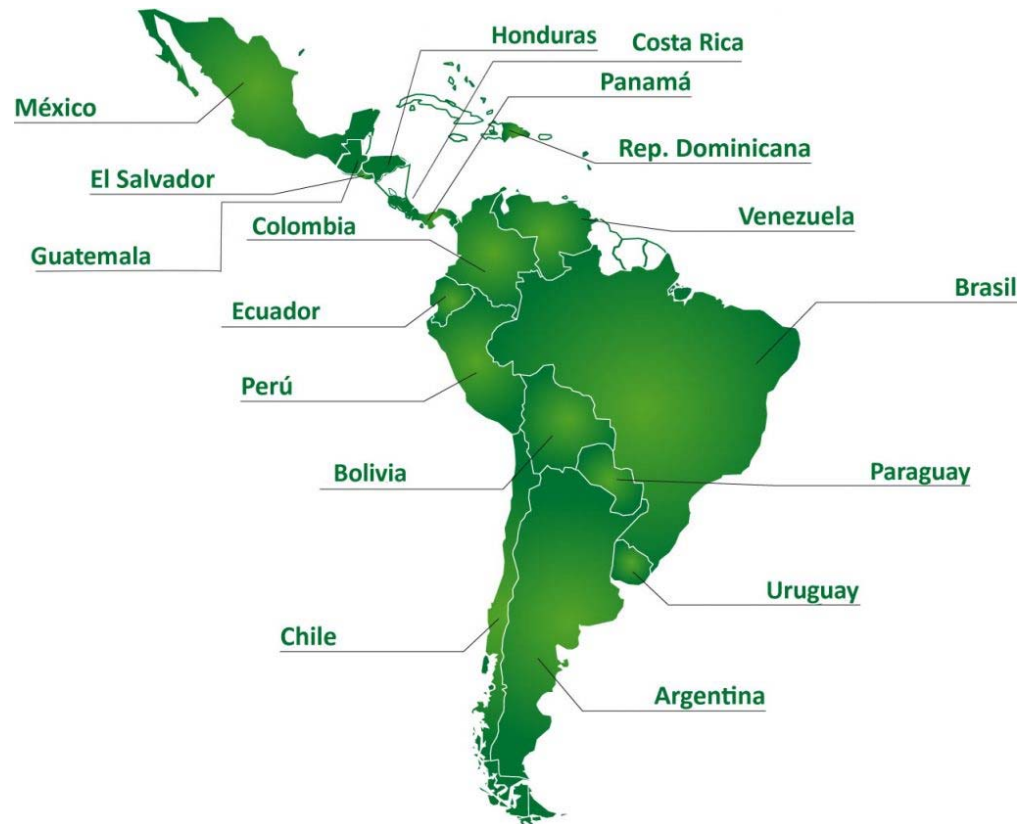 Honduras
Costa Rica
México
Panamá
Rep. Dominicana
El Salvador
Colombia
Venezuela
Guatemala
Ecuador
Brasil
Perú
Bolivia
Paraguay
Uruguay
Chile
Argentina